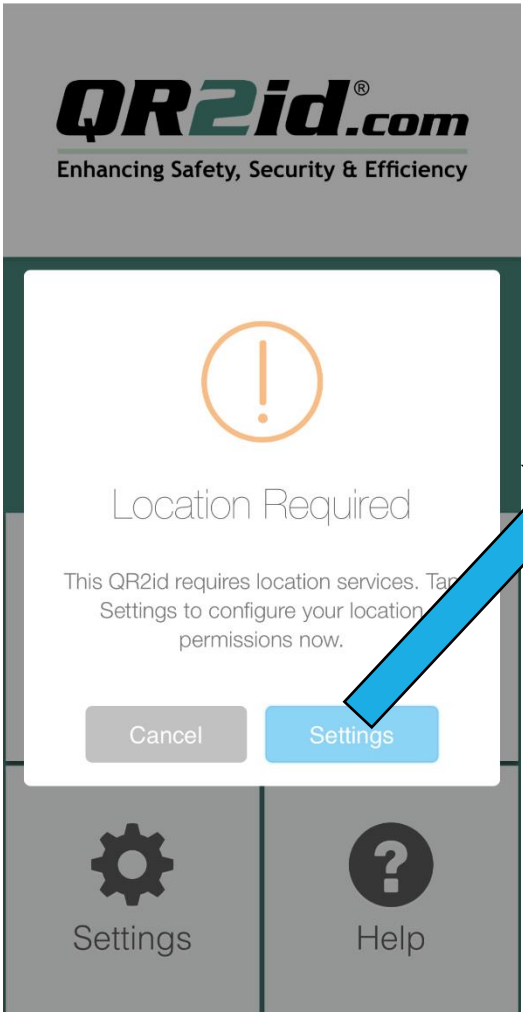 QR2id®.com
Enhancing Safety, Security & Efficiency
Location Required
This QR2id requires location services. Tap
Settings to configure your location
permissions now.
Cancel Settings
Settings Help